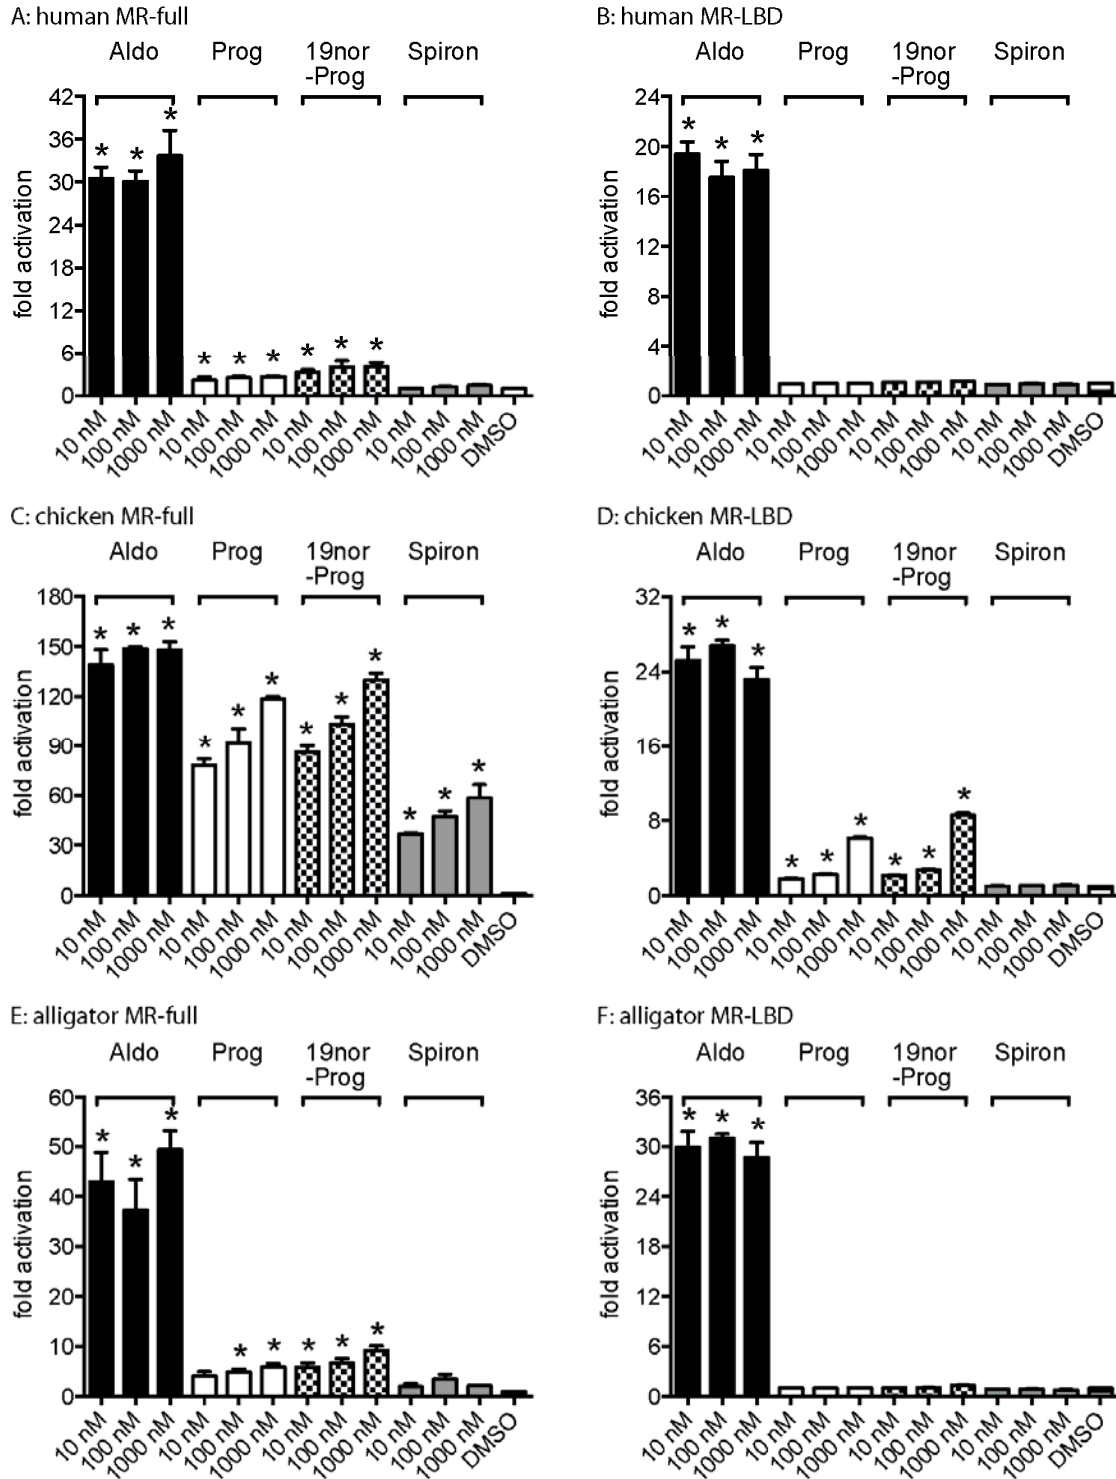 A: human MR-full
Aldo Prog 19nor Spiron
-Prog
42
36
30
24
18
12
6
0
fold activation
* * * * * * * * *
10 nM 100 nM 1000 nM 10 nM 100 nM 1000 nM 10 nM 100 nM 1000 nM 10 nM 100 nM 1000 nM DMSO
B: human MR-LBD
Aldo Prog 19nor Spiron
-Prog
24
20
16
12
8
4
0
fold activation
* * *
10 nM 100 nM 1000 nM 10 nM 100 nM 1000 nM 10 nM 100 nM 1000 nM 10 nM 100 nM 1000 nM DMSO
C: chicken MR-full
Aldo Prog 19nor Spiron
-Prog
180
150
120
90
60
30
0
fold activation
* * * * * * * * * * * *
10 nM 100 nM 1000 nM 10 nM 100 nM 1000 nM 10 nM 100 nM 1000 nM 10 nM 100 nM 1000 nM DMSO
D: chicken MR-LBD
Aldo Prog 19nor Spiron
-Prog
32
24
16
8
0
fold activation
* * * * * * * * *
10 nM 100 nM 1000 nM 10 nM 100 nM 1000 nM 10 nM 100 nM 1000 nM 10 nM 100 nM 1000 nM DMSO
E: alligator MR-full
Aldo Prog 19nor Spiron
-Prog
60
50
40
30
20
10
0
fold activation
* * * * * * * *
10 nM 100 nM 1000 nM 10 nM 100 nM 1000 nM 10 nM 100 nM 1000 nM 10 nM 100 nM 1000 nM DMSO
F: alligator MR-LBD
Aldo Prog 19nor Spiron
-Prog
36
30
24
18
12
6
0
fold activation
* * *
10 nM 100 nM 1000 nM 10 nM 100 nM 1000 nM 10 nM 100 nM 1000 nM 10 nM 100 nM 1000 nM DMSO